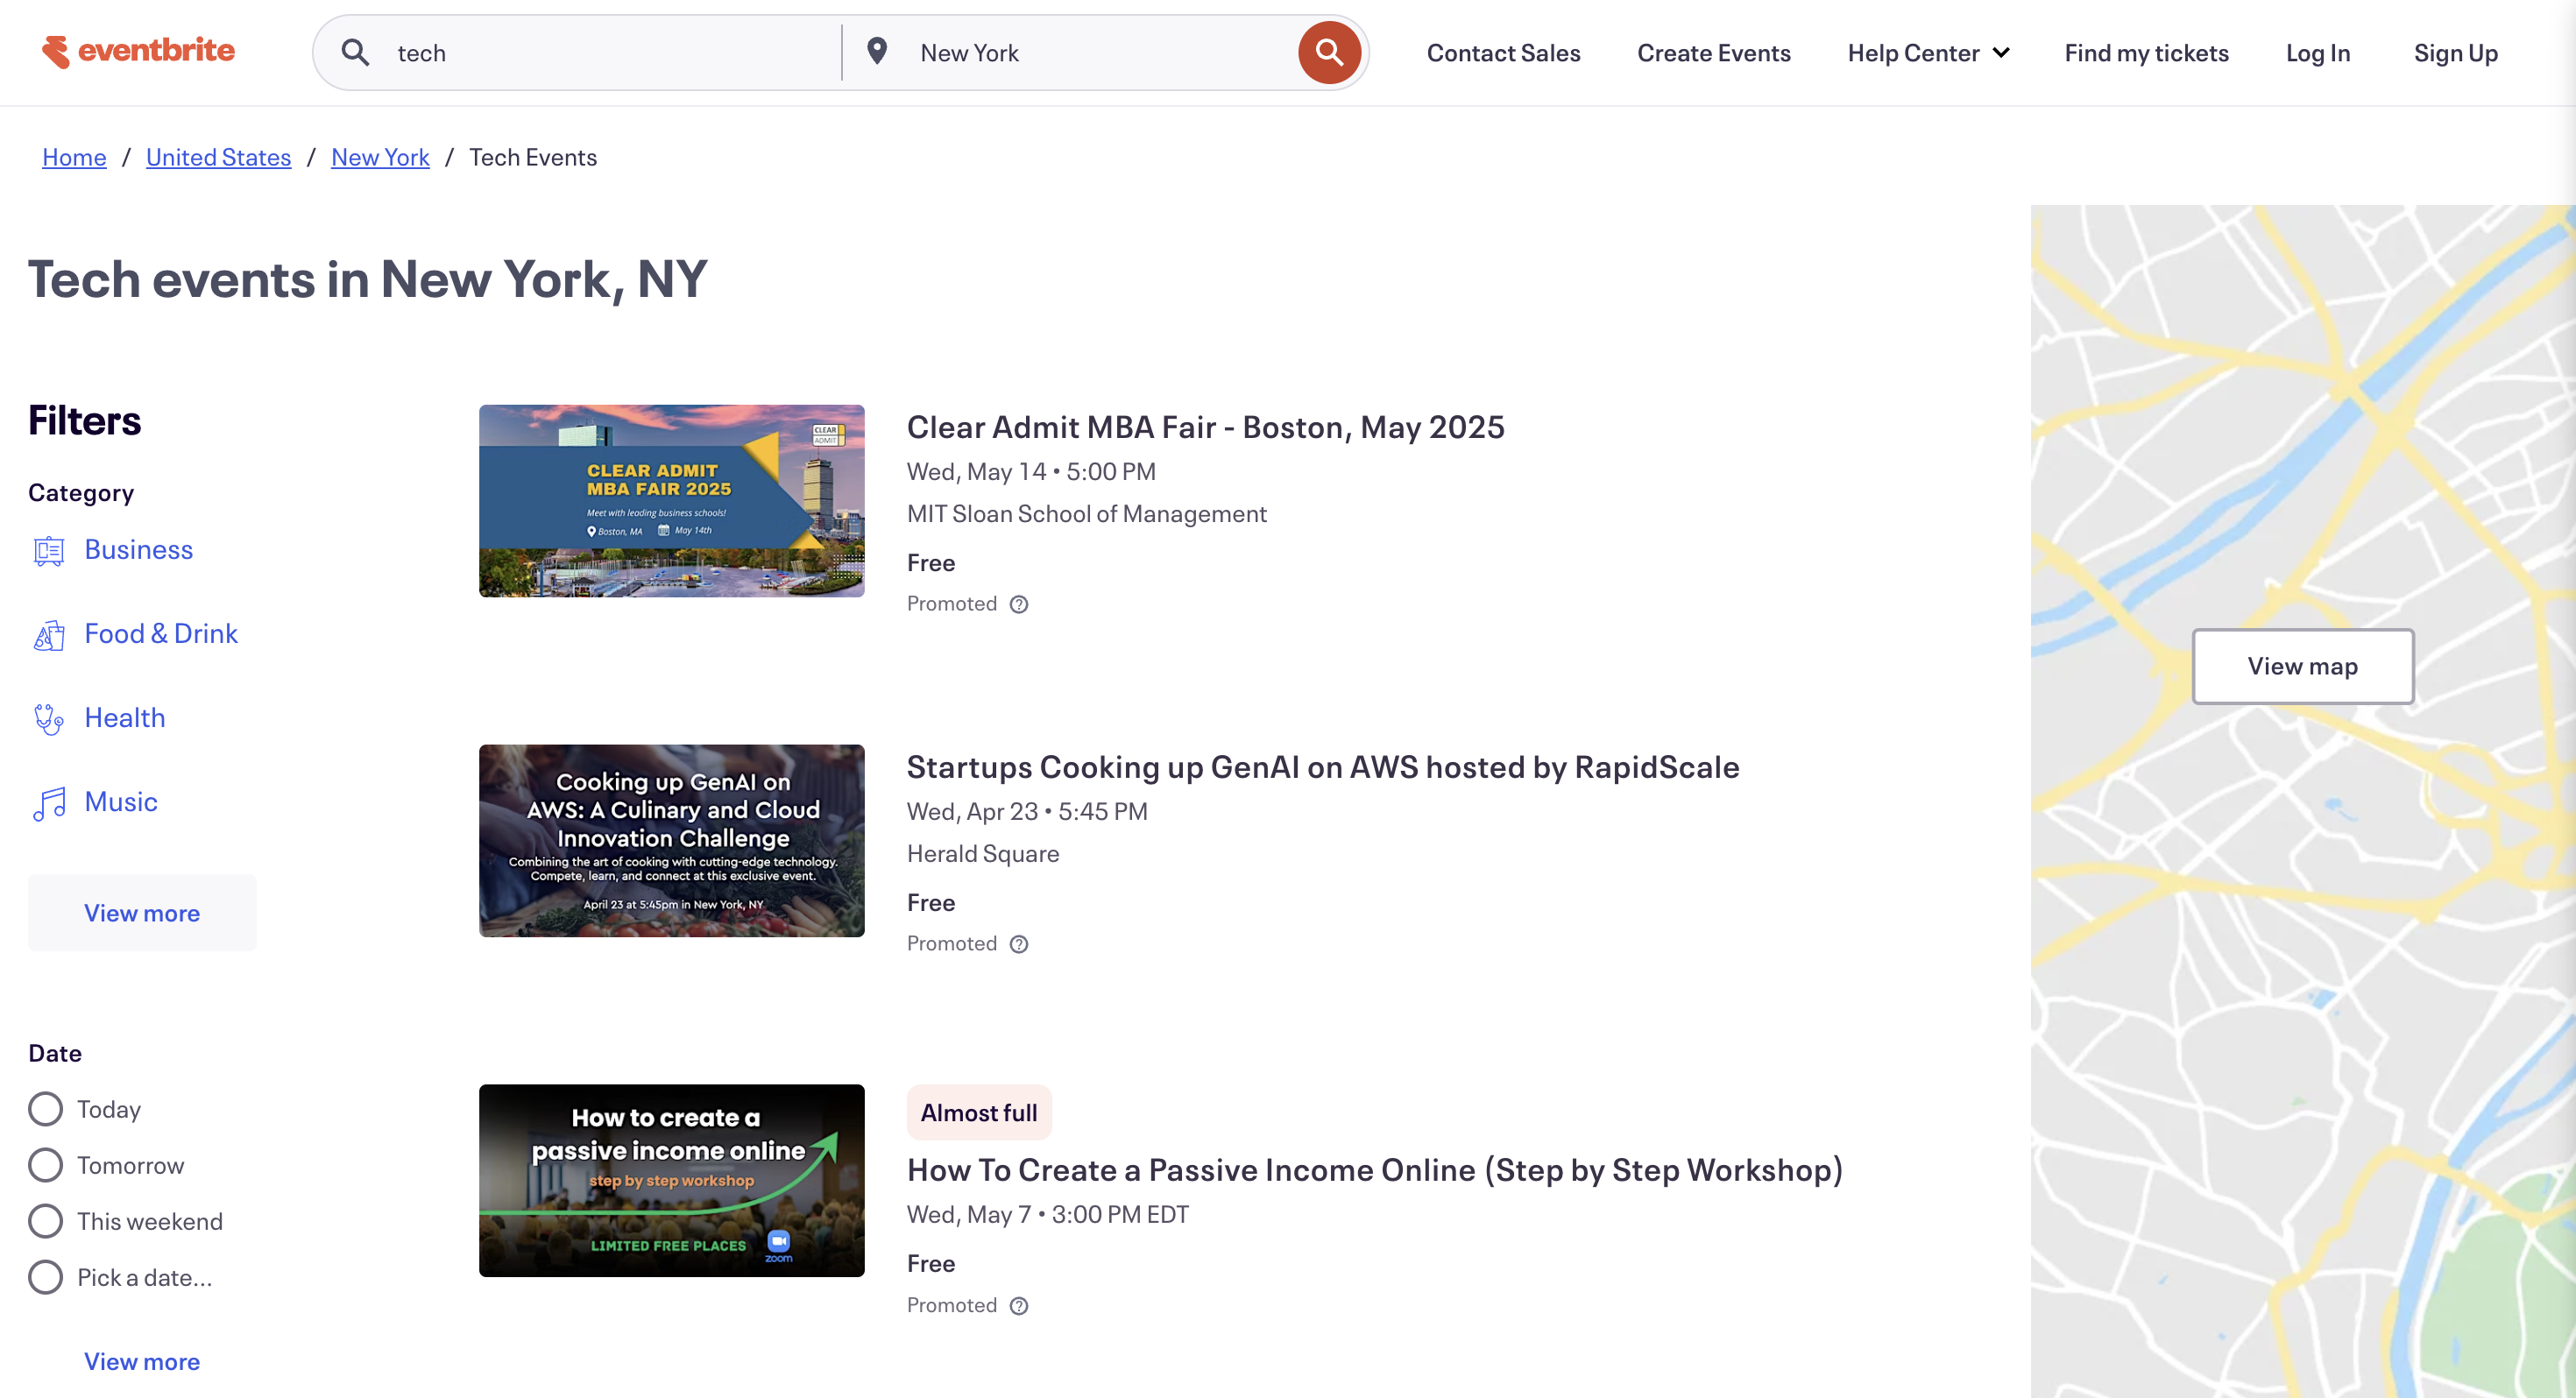 eventbrite
tech
New York
Contact Sales
Create Events
Help Center
Find my tickets
Log In
Sign Up
Home / United States / New York / Tech Events
Tech events in New York, NY
Filters
Category
Business
Food & Drink
Health
Music
View more
Date
Today
Tomorrow
This weekend
Pick a date...
View more
CLEAR
ADMIT
CLEAR ADMIT
MBA FAIR 2025
Meet with leading business schools!
Boston, MA May 14th
Clear Admit MBA Fair - Boston, May 2025
Wed, May 14 • 5:00 PM
MIT Sloan School of Management
Free
Promoted
Cooking up GenAI on
AWS: A Culinary and Cloud
Innovation Challenge
Combining the art of cooking with cutting-edge technology.
Compete, learn, and connect at this exclusive event.
April 23 at 5:45pm in New York, NY
Startups Cooking up GenAI on AWS hosted by RapidScale
Wed, Apr 23 • 5:45 PM
Herald Square
Free
Promoted
How to create a
passive income online
step by step workshop
LIMITED FREE PLACES
zoom
Almost full
How To Create a Passive Income Online (Step by Step Workshop)
Wed, May 7 • 3:00 PM EDT
Free
Promoted
View map